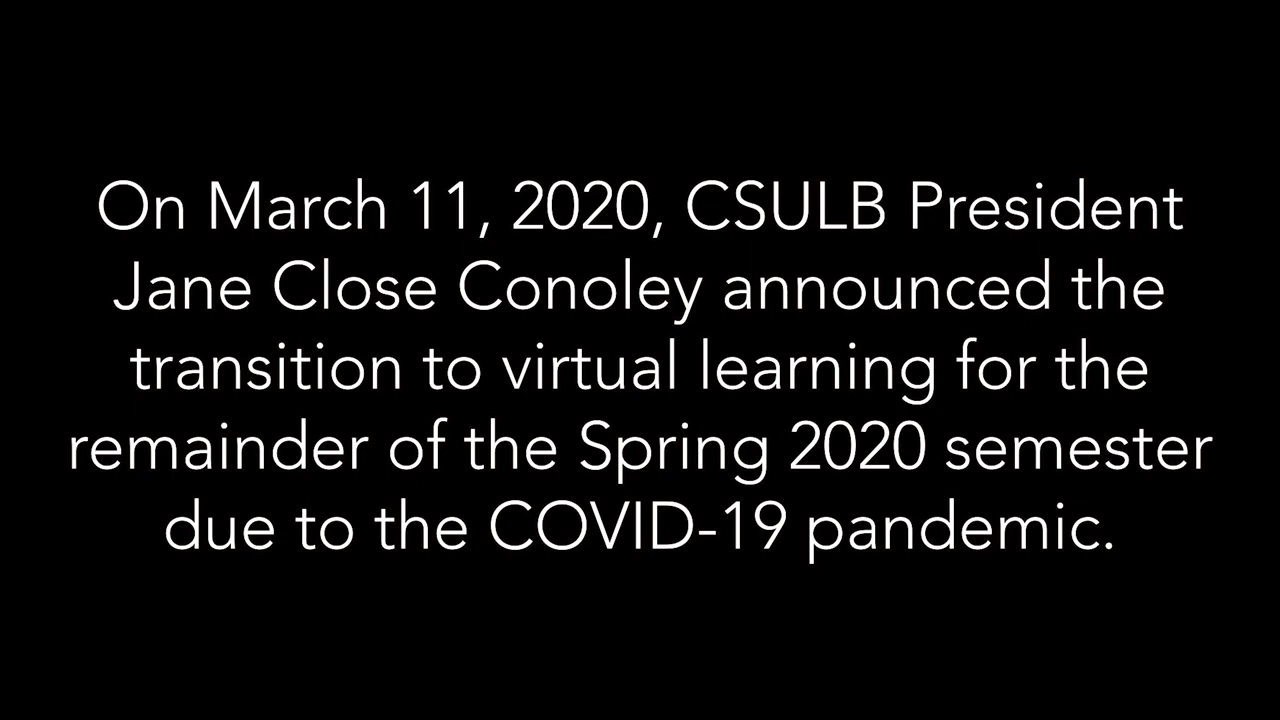 On March 11, 2020, CSULB President
Jane Close Conoley announced the
transition to virtual learning for the
remainder of the Spring 2020 semester
due to the COVID-19 pandemic.